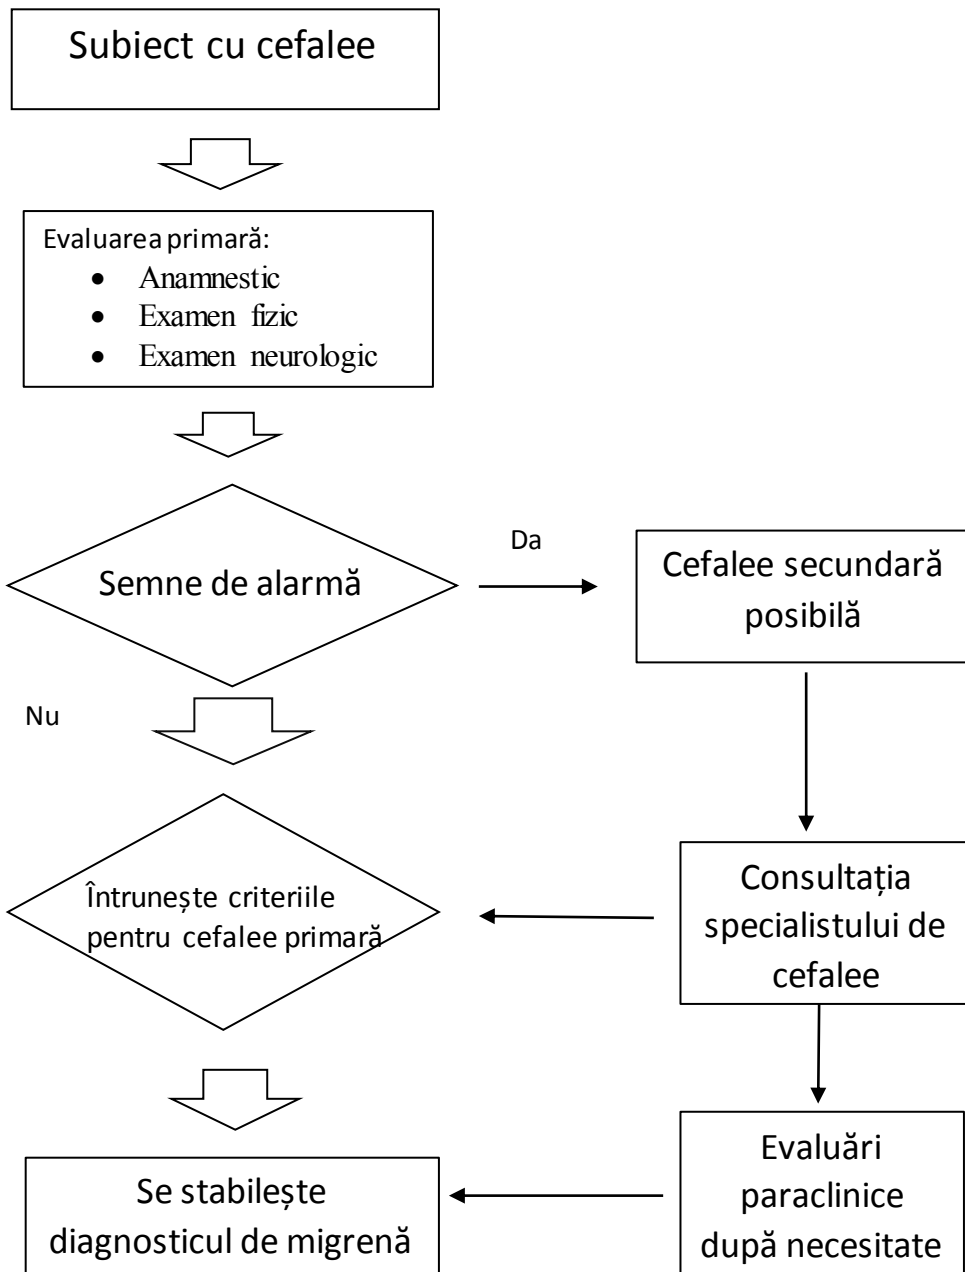 Subiect cu cefalee
Evaluarea primară:
• Anamnestic
• Examen fizic
• Examen neurologic
Semne de alarmă
Da
Cefalee secundară
posibilă
Nu
Întrunește criteriile
pentru cefalee primară
Consultația
specialistului de
cefalee
Se stabilește
diagnosticul de migrenă
Evaluări
paraclinice
după necesitate